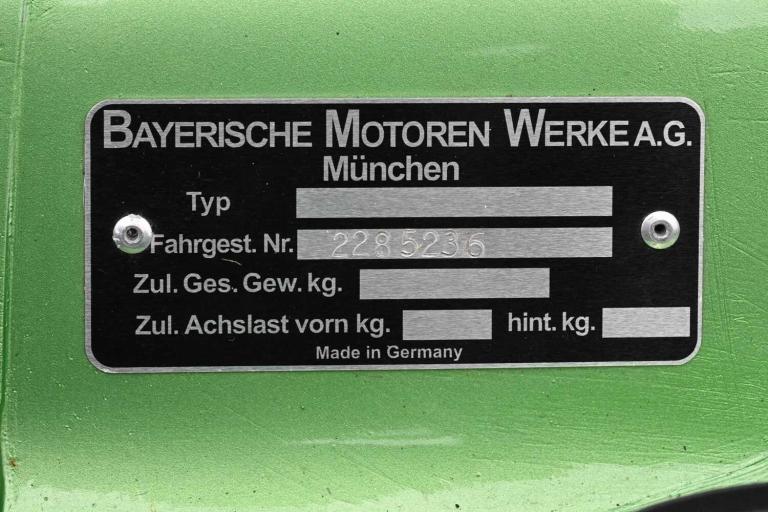 BAYERISCHE MOTOREN WERKE A.G.
München
Typ
Fahrgest. Nr. 2285236
Zul. Ges. Gew. kg.
Zul. Achslast vorn kg. hint. kg.
Made in Germany